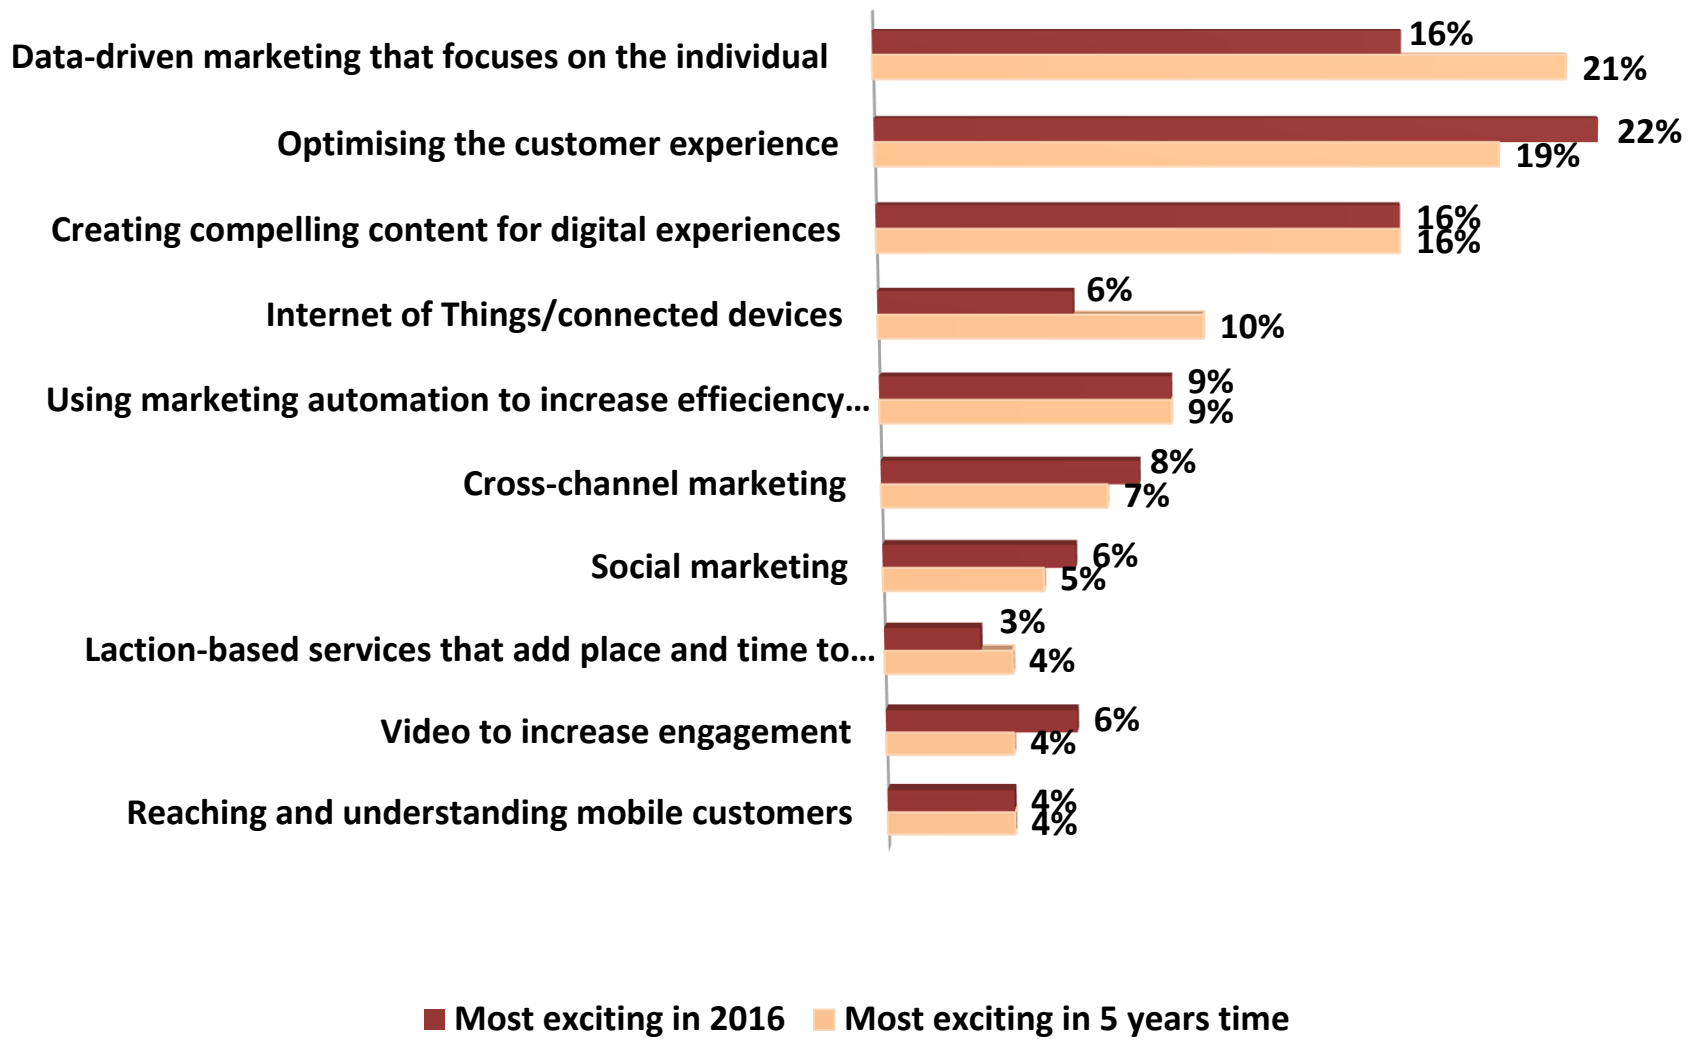 Data-driven marketing that focuses on the individual
16%
21%
Optimising the customer experience
22%
19%
Creating compelling content for digital experiences
16%
16%
Internet of Things/connected devices
6%
10%
Using marketing automation to increase effieciency...
9%
9%
Cross-channel marketing
8%
7%
Social marketing
6%
5%
Laction-based services that add place and time to...
3%
4%
Video to increase engagement
6%
4%
Reaching and understanding mobile customers
4%
4%
Most exciting in 2016
Most exciting in 5 years time